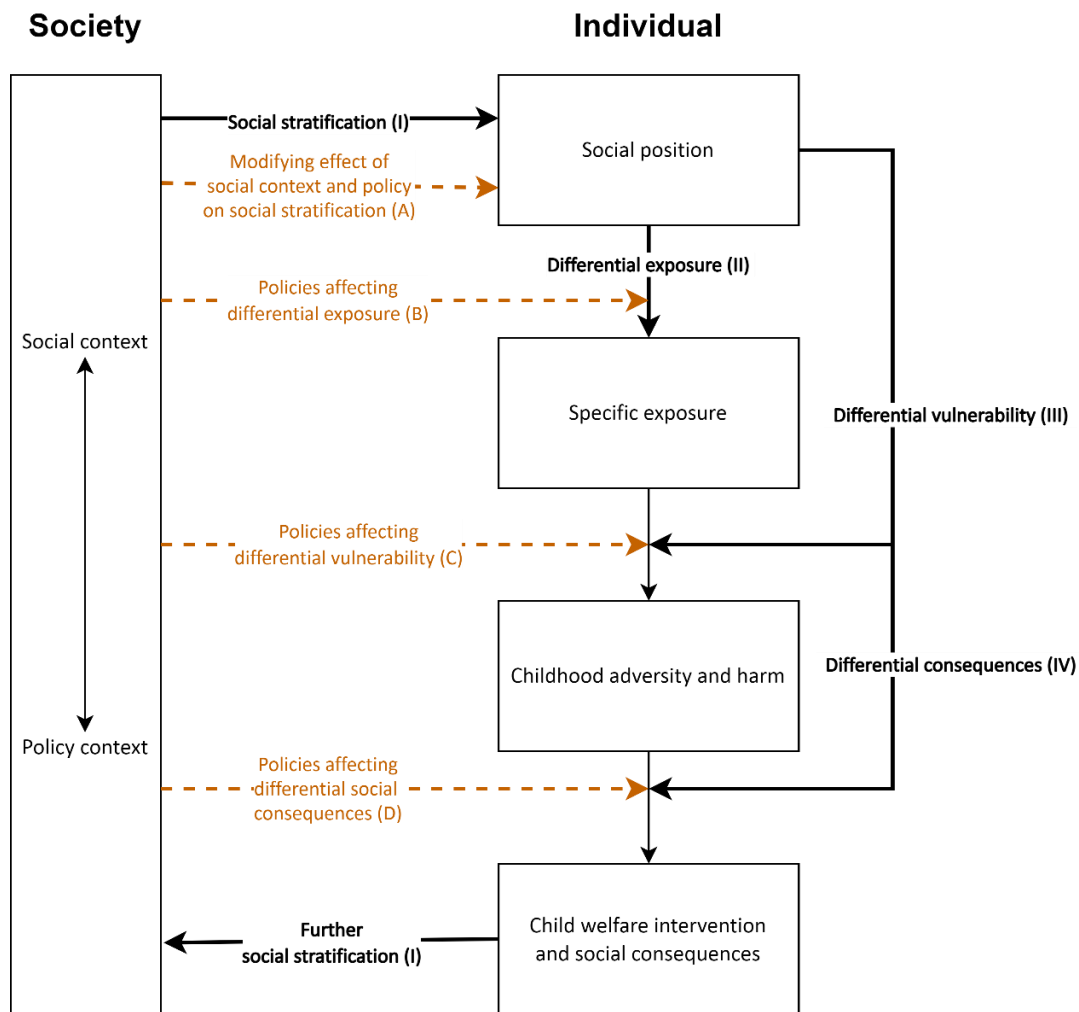 Society
Individual
Social stratification (I)
Social position
Modifying effect of
social context and policy
on social stratification (A)
Differential exposure (II)
Policies affecting
differential exposure (B)
Social context
Specific exposure
Differential vulnerability (III)
Policies affecting
differential vulnerability (C)
Childhood adversity and harm
Differential consequences (IV)
Policy context
Policies affecting
differential social
consequences (D)
Child welfare intervention
and social consequences
Further
social stratification (I)